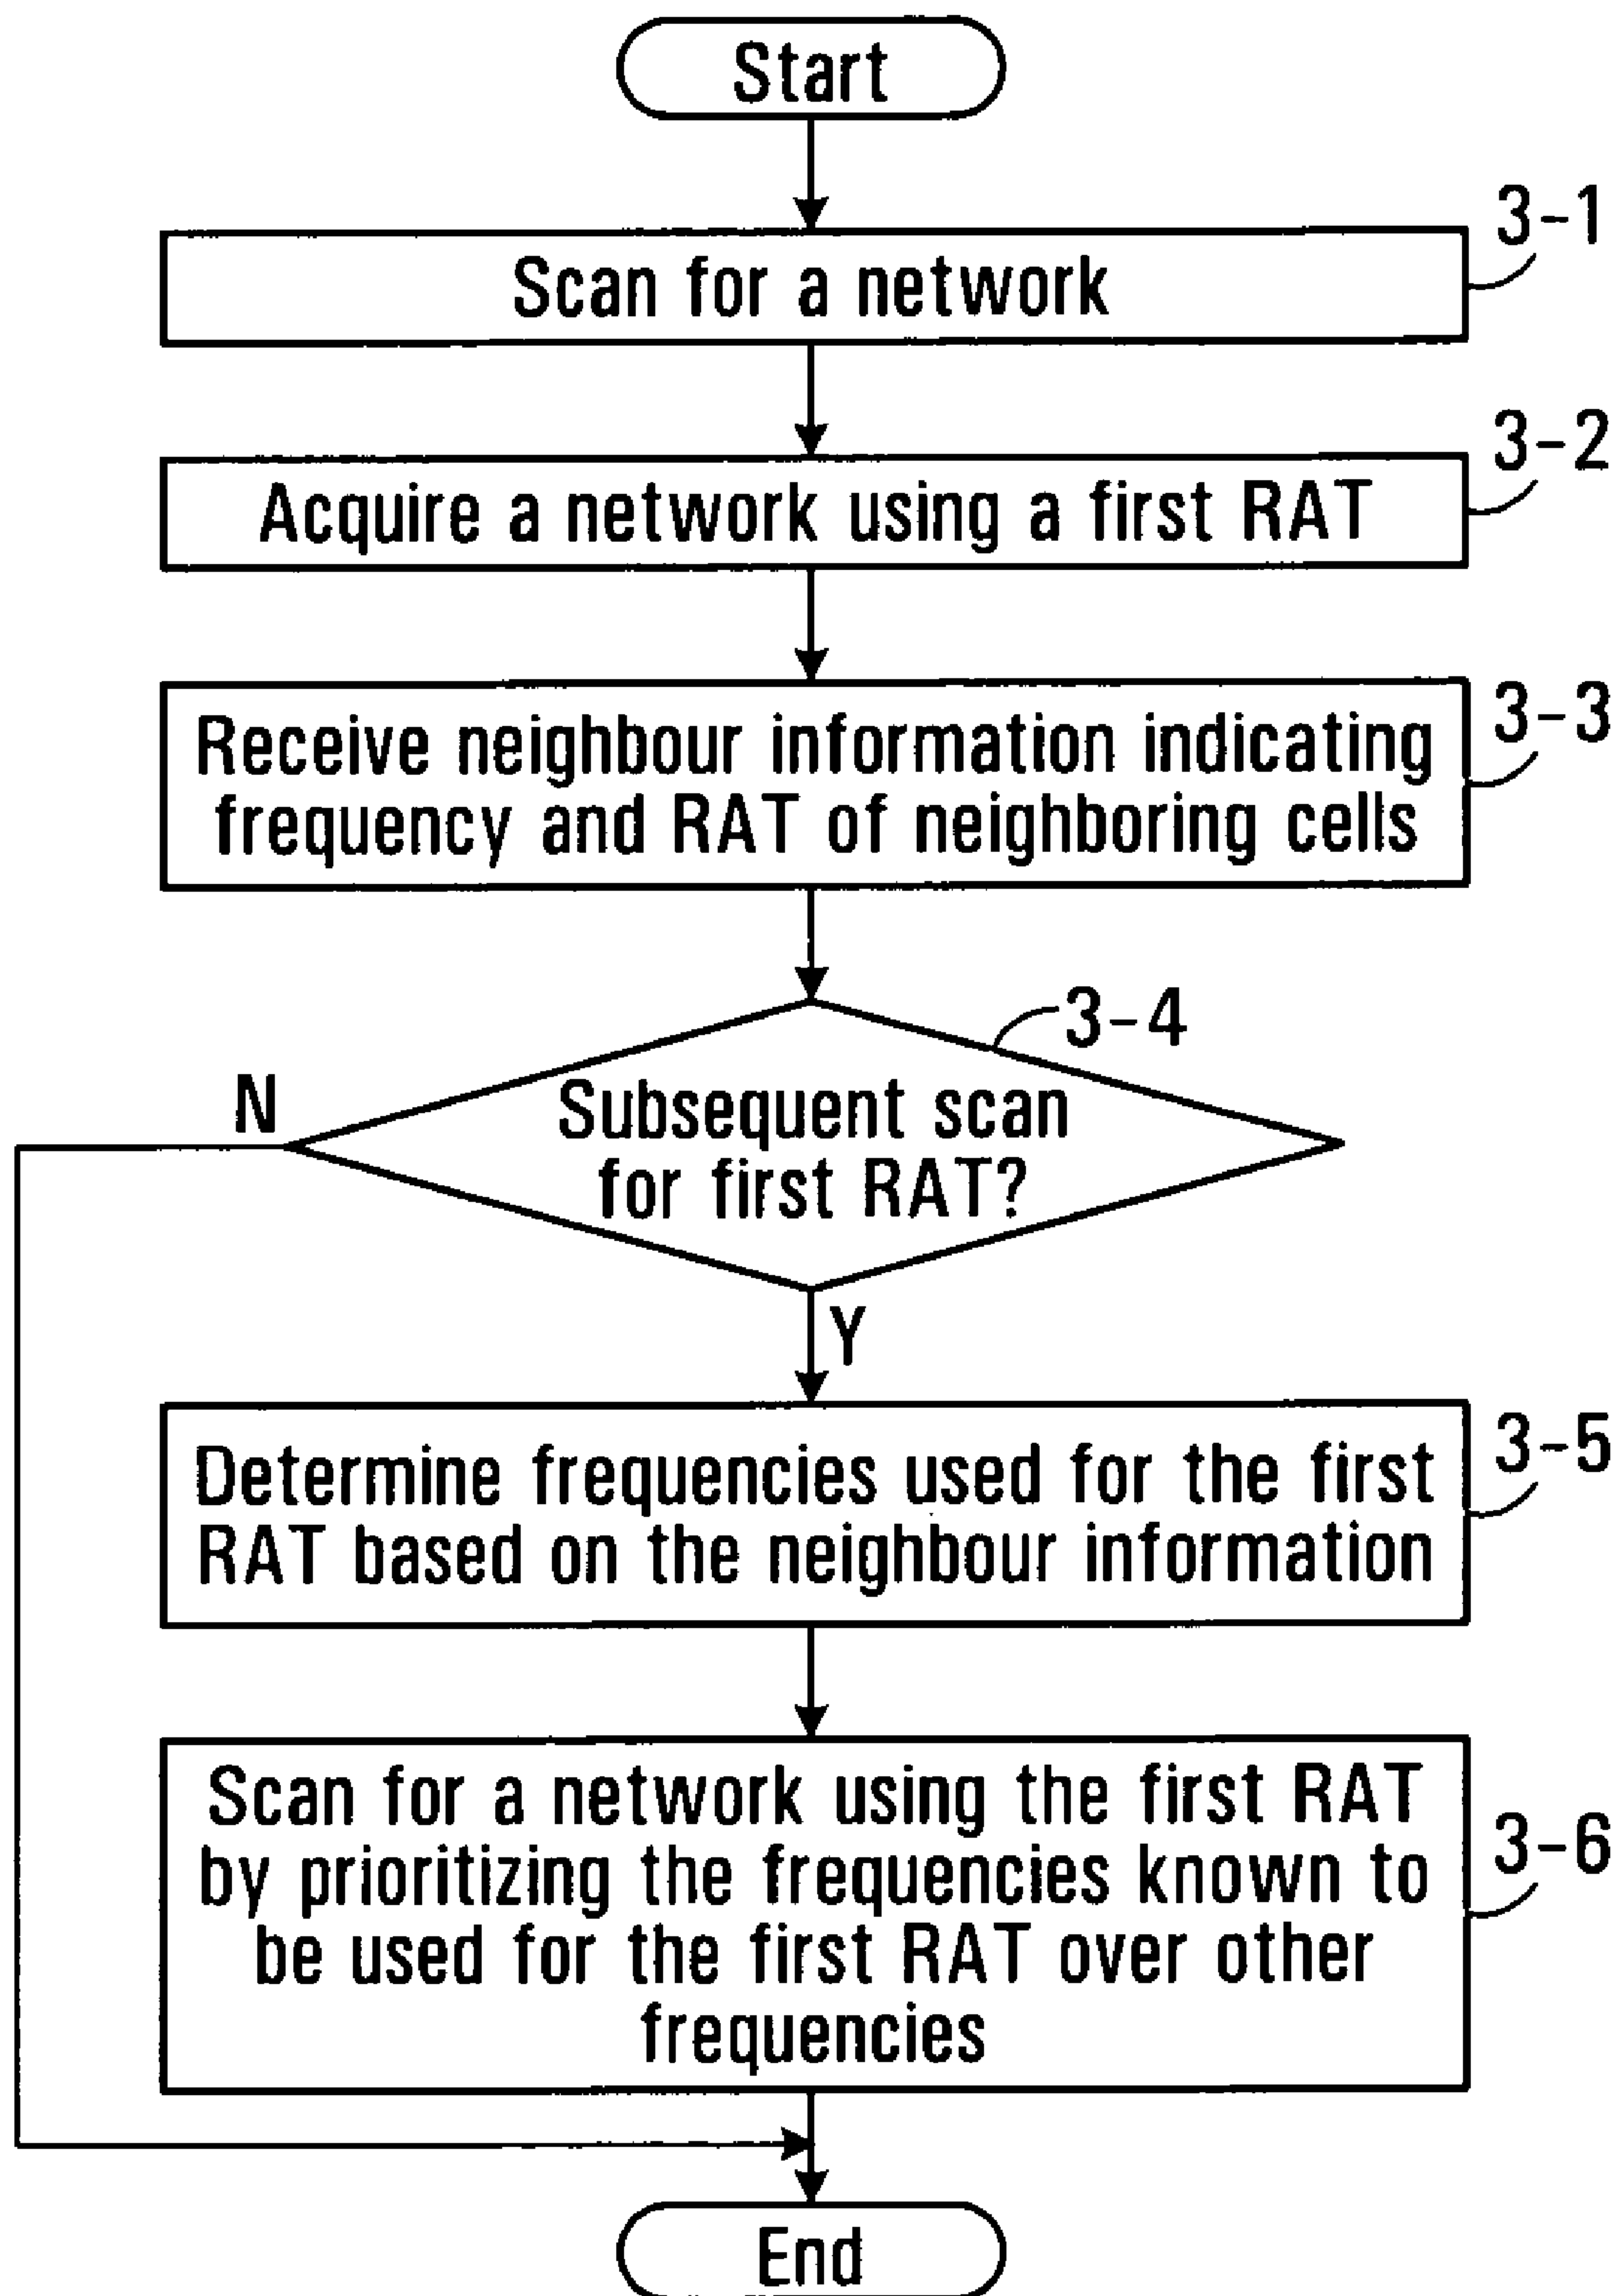 Start
3-1
Scan for a network
3-2
Acquire a network using a first RAT
3-3
Receive neighbour information indicating
frequency and RAT of neighboring cells
3-4
N
Subsequent scan
for first RAT?
Y
3-5
Determine frequencies used for the first
RAT based on the neighbour information
3-6
Scan for a network using the first RAT
by prioritizing the frequencies known to
be used for the first RAT over other
frequencies
End